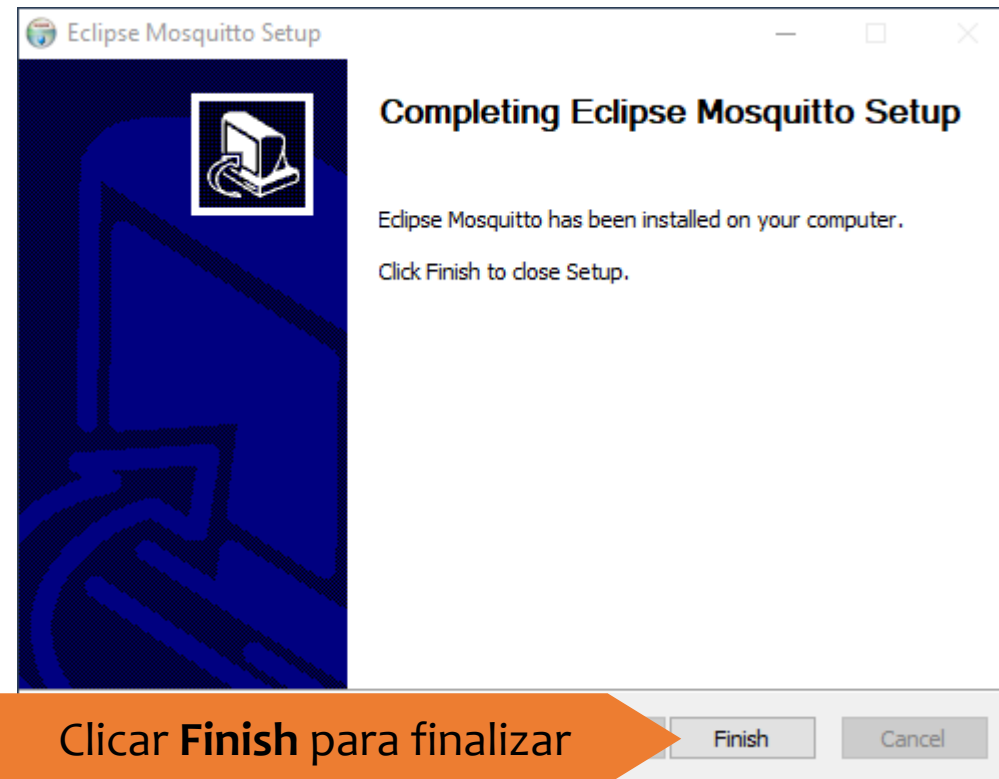 Eclipse Mosquitto Setup
Completing Eclipse Mosquitto Setup
Eclipse Mosquitto has been installed on your computer.
Click Finish to close Setup.
Clicar Finish para finalizar
Finish
Cancel